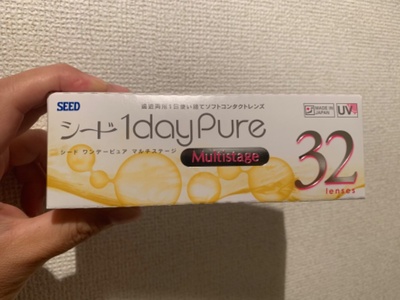 SEED
遠近両用1日使い捨てソフトコンタクトレンズ
MADE IN JAPAN
UV
シード 1dayPure
シード ワンデーピュア マルチステージ
Multistage
32
lenses